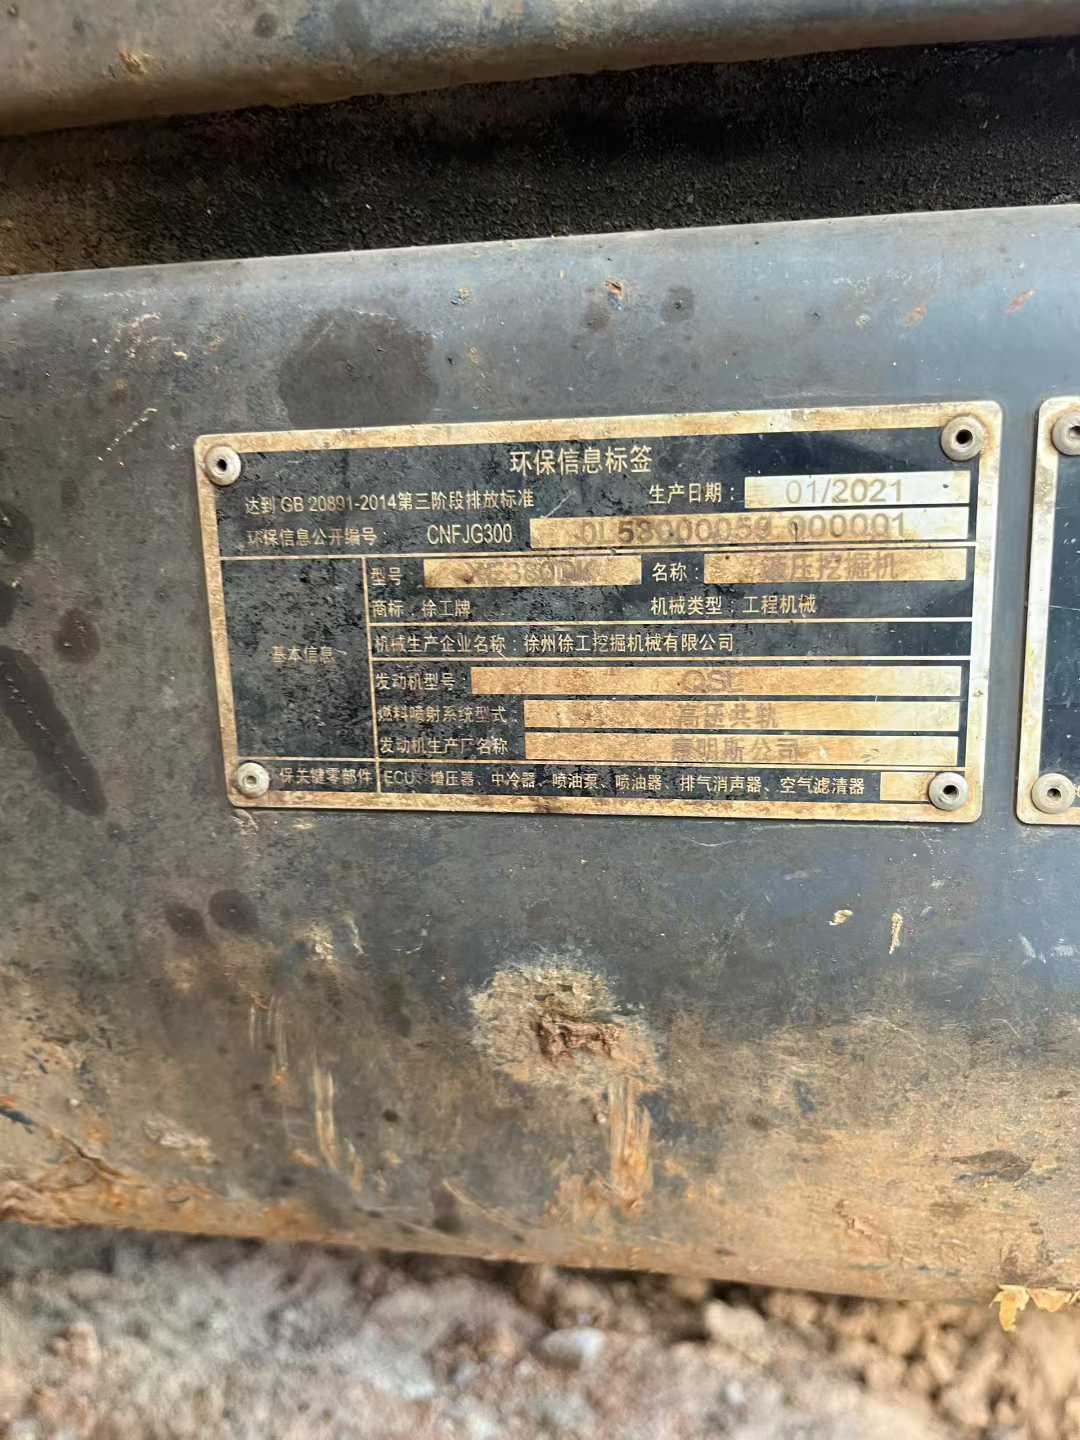 环保信息标签
达到 GB 20891-2014第三阶段排放标准 生产日期: 01/2021
环保信息公开编号: CNFJG300 0L53000059 000001
基本信息
型号 XE380DK 名称: 液压挖掘机
商标: 徐工牌 机械类型: 工程机械
机械生产企业名称: 徐州徐工挖掘机械有限公司
发动机型号: QSL
燃料喷射系统型式: 高压共轨
发动机生产厂名称 康明斯公司
保关键零部件 ECU、增压器、中冷器、喷油泵、喷油器、排气消声器、空气滤清器